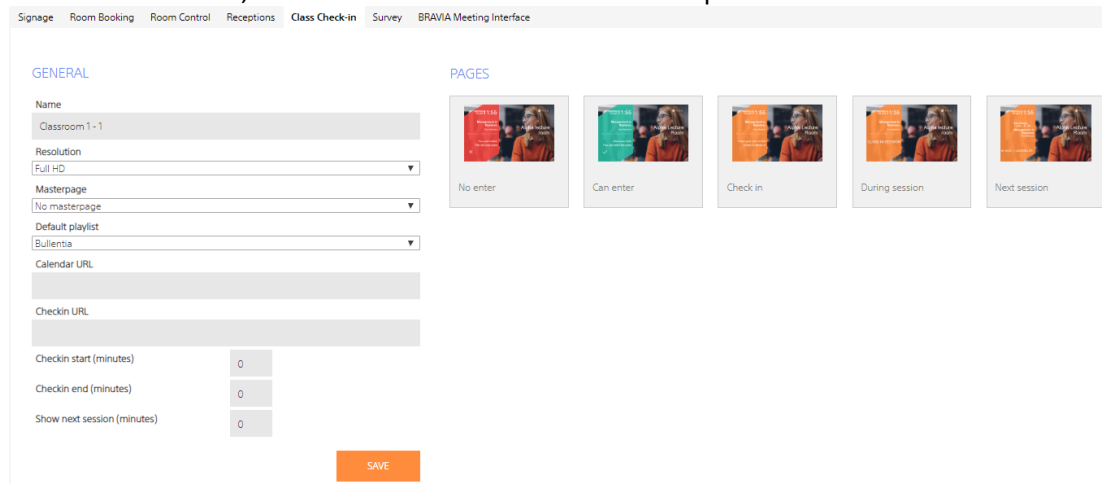 Signage Room Booking Room Control Receptions Class Check-in Survey BRAVIA Meeting Interface
GENERAL
Name
Classroom 1 - 1
Resolution
Full HD
Masterpage
No masterpage
Default playlist
Bullentia
Calendar URL
Checkin URL
Checkin start (minutes)
0
Checkin end (minutes)
0
Show next session (minutes)
0
SAVE
PAGES
No enter
Can enter
Check in
During session
Next session